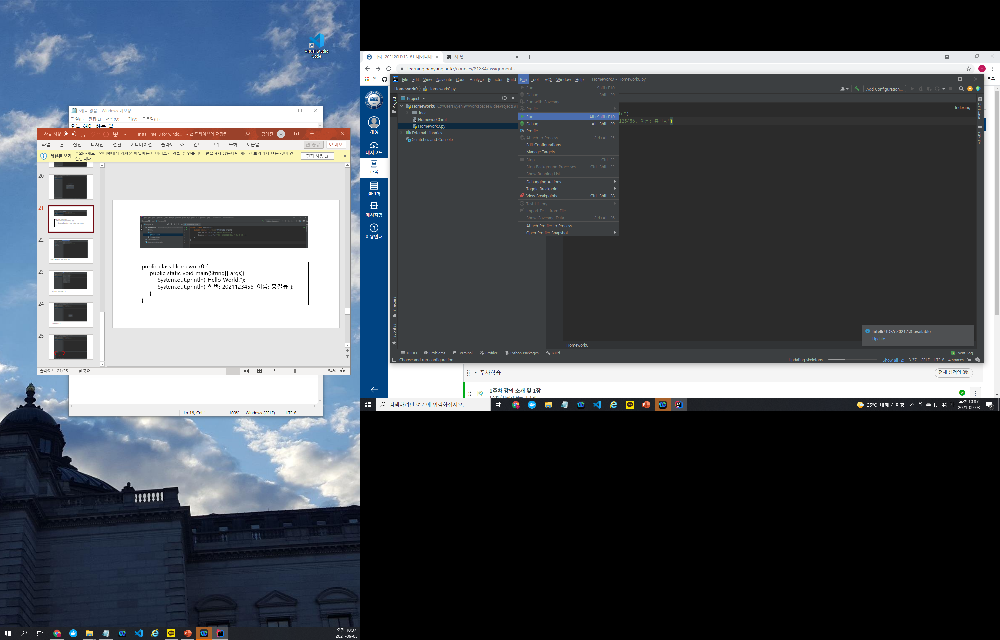 Visual Studio
Code
*제목 없음 - Windows 메모장
파일(F) 편집(E) 서식(O) 보기(V) 도움말(H)
오늘 해야 하는 일
자동 저장 끔 Install IntelliJ for windo... - Z: 드라이브에 저장됨 김예진
파일 홈 삽입 디자인 전환 애니메이션 슬라이드 쇼 검토 보기 녹화 도움말 공유 메모
제한된 보기 주의하세요—인터넷에서 가져온 파일에는 바이러스가 있을 수 있습니다. 편집하지 않는다면 제한된 보기에서 여는 것이 안
전합니다. 편집 사용(E)
20
21
22
23
24
25
public class Homework0 {
public static void main(String[] args){
System.out.println("Hello World!");
System.out.println("학번: 2021123456, 이름: 홍길동");
}
}
슬라이드 21/25 한국어 54%
Ln 16, Col 1 100% Windows (CRLF) UTF-8
오전 10:37
2021-09-03
과제: 202120HY13181_데이터베 새 탭
learning.hanyang.ac.kr/courses/81834/assignments
앱 목록
계정
대시보드
과목
캘린더
메시지함
이용안내
File Edit View Navigate Code Analyze Refactor Build Run Tools VCS Window Help Homework0 - Homework0.py
Homework0 Homework0.py Add Configuration...
Project
Project
Homework0 C:₩Users₩yehi9₩workspaces₩ideaProjects₩
.idea
Homework0.iml
Homework0.py
External Libraries
Scratches and Consoles
Structure
Favorites
Run Shift+F10
Debug Shift+F9
Run with Coverage
Profile
Run... Alt+Shift+F10
Debug... Alt+Shift+F9
Profile...
Attach to Process... Ctrl+Alt+F5
Edit Configurations...
Manage Targets...
Stop Ctrl+F2
Stop Background Processes... Ctrl+Shift+F2
Show Running List
Debugging Actions
Toggle Breakpoint
View Breakpoints... Ctrl+Shift+F8
Test History
Import Tests from File...
Show Coverage Data... Ctrl+Alt+F6
Attach Profiler to Process...
Open Profiler Snapshot
ld")
123456, 이름: 홍길동")
Indexing...
Database
SciView
IntelliJ IDEA 2021.1.3 available
Update...
Homework0
TODO Problems Terminal Profiler Python Packages Build 3 Event Log
Choose and run configuration Updating skeletons... Show all (2) 3:37 CRLF UTF-8 4 spaces
주차학습 전체 성적의 0%
1주차 강의 소개 및 1장
검색하려면 여기에 입력하십시오. 25°C 대체로 화창 가 오전 10:37
2021-09-03 4